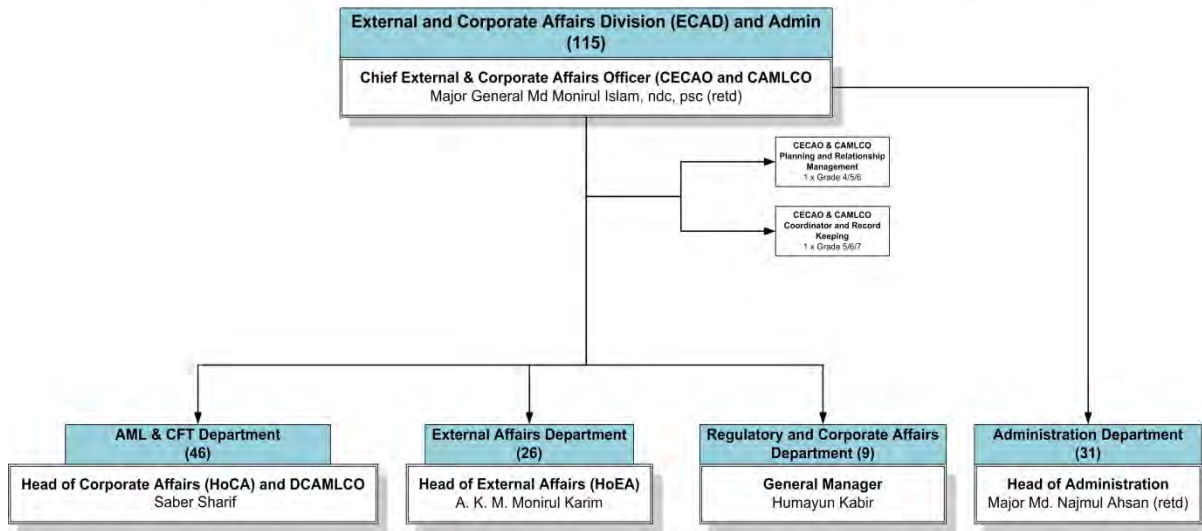 External and Corporate Affairs Division (ECAD) and Admin
(115)
Chief External & Corporate Affairs Officer (CECAO and CAMLCO
Major General Md Monirul Islam, ndc, psc (retd)
CECAO & CAMLCO
Planning and Relationship
Management
1 x Grade 4/5/6
CECAO & CAMLCO
Coordinator and Record
Keeping
1 x Grade 5/6/7
AML & CFT Department
(46)
Head of Corporate Affairs (HoCA) and DCAMLCO
Saber Sharif
External Affairs Department
(26)
Head of External Affairs (HoEA)
A. K. M. Monirul Karim
Regulatory and Corporate Affairs
Department (9)
General Manager
Humayun Kabir
Administration Department
(31)
Head of Administration
Major Md. Najmul Ahsan (retd)